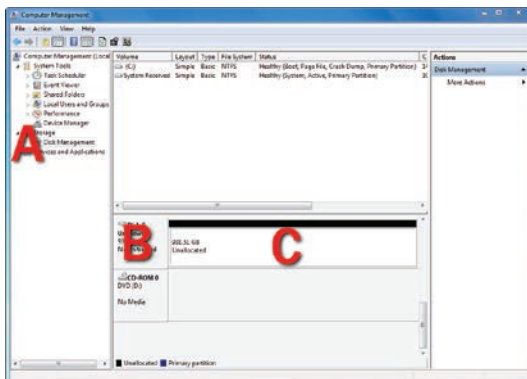 Computer Management
File Action View Help
Computer Management (Local
System Tools
Task Scheduler
Event Viewer
Shared Folders
Local Users and Groups
Performance
Device Manager
Storage
Disk Management
Services and Applications
Volume Layout Type File System Status
(C:) Simple Basic NTFS Healthy (Boot, Page File, Crash Dump, Primary Partition)
System Reserved Simple Basic NTFS Healthy (System, Active, Primary Partition)
Actions
Disk Management
More Actions
A
B
C
GB
Unallocated
CD-ROM 0
DVD (D:)
No Media
Unallocated Primary partition